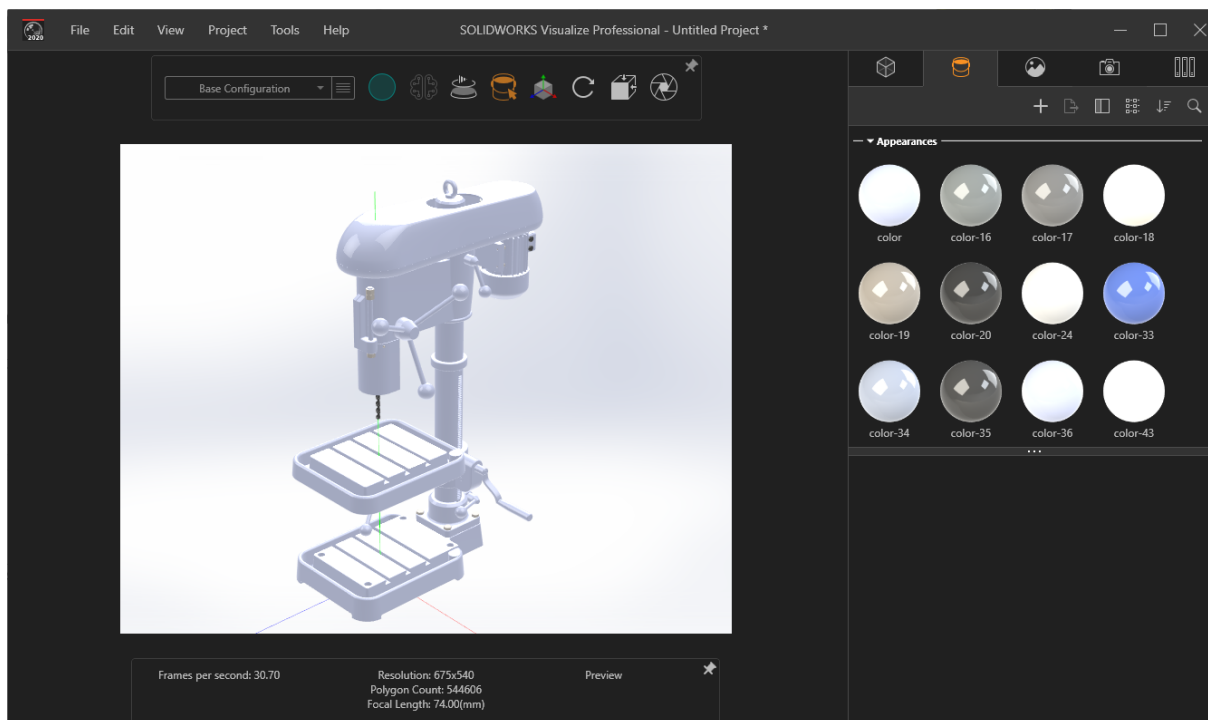 2020
File Edit View Project Tools Help SOLIDWORKS Visualize Professional - Untitled Project *
Base Configuration
Appearances
color color-16 color-17 color-18
color-19 color-20 color-24 color-33
color-34 color-35 color-36 color-43
Frames per second: 30.70 Resolution: 675x540 Preview
Polygon Count: 544606
Focal Length: 74.00(mm)